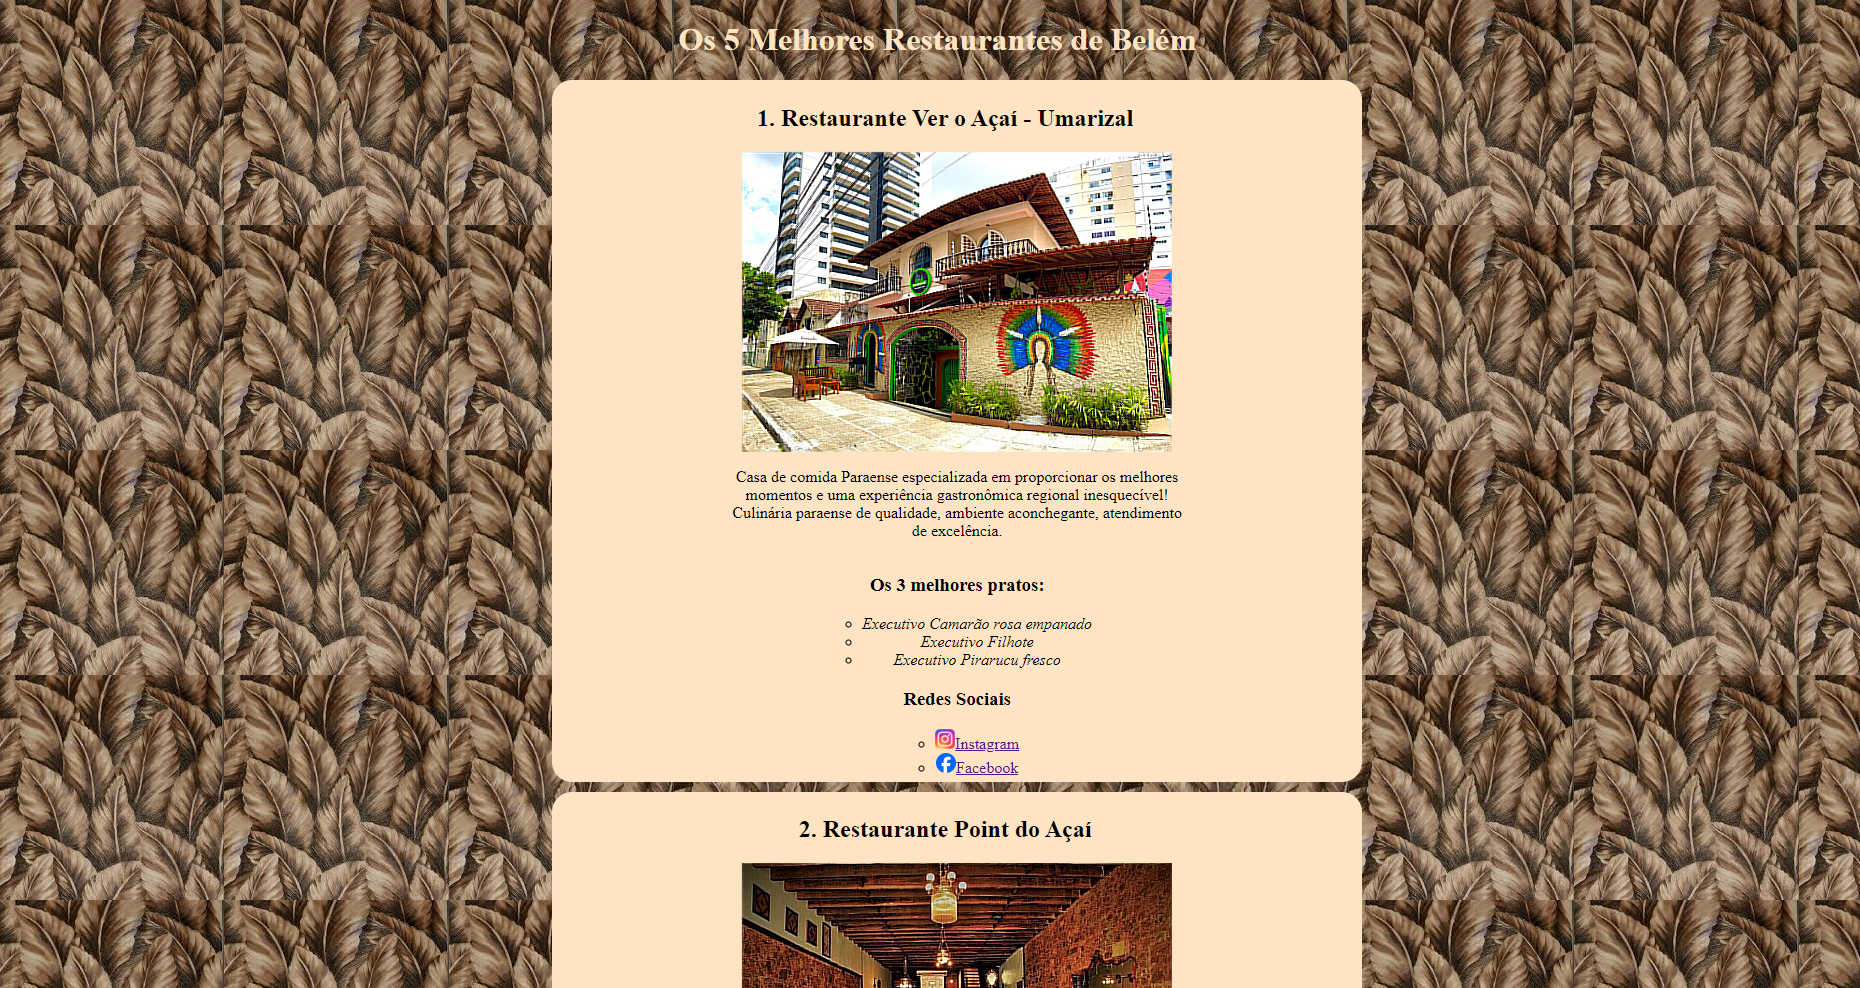 Os 5 Melhores Restaurantes de Belém
1. Restaurante Ver o Açaí - Umarizal
Casa de comida Paraense especializada em proporcionar os melhores
momentos e uma experiência gastronômica regional inesquecível!
Culinária paraense de qualidade, ambiente aconchegante, atendimento
de excelência.
Os 3 melhores pratos:
Executivo Camarão rosa empanado
Executivo Filhote
Executivo Pirarucu fresco
Redes Sociais
Instagram
Facebook
2. Restaurante Point do Açaí